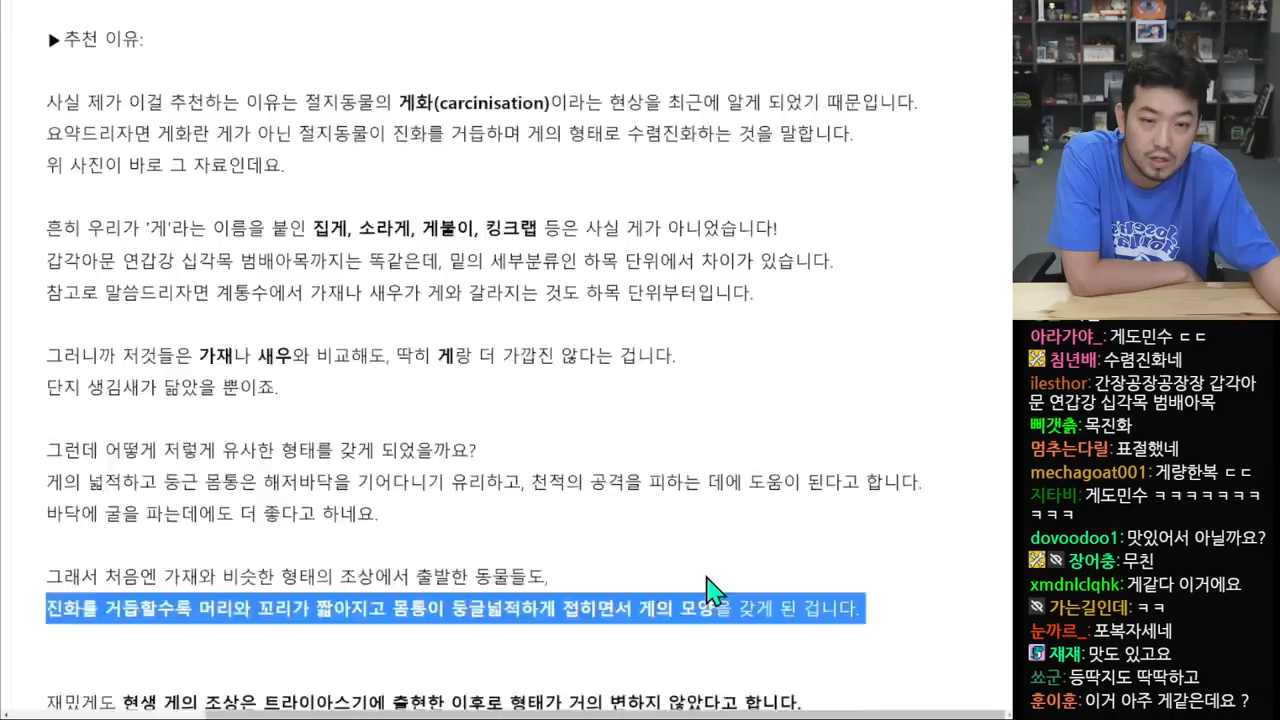 ▶추천 이유:
사실 제가 이걸 추천하는 이유는 절지동물의 게화(carcinisation)이라는 현상을 최근에 알게 되었기 때문입니다.
요약드리자면 게화란 게가 아닌 절지동물이 진화를 거듭하며 게의 형태로 수렴진화하는 것을 말합니다.
위 사진이 바로 그 자료인데요.
흔히 우리가 '게'라는 이름을 붙인 집게, 소라게, 게붙이, 킹크랩 등은 사실 게가 아니었습니다!
갑각아문 연갑강 십각목 범배아목까지는 똑같은데, 밑의 세부분류인 하목 단위에서 차이가 있습니다.
참고로 말씀드리자면 계통수에서 가재나 새우가 게와 갈라지는 것도 하목 단위부터입니다.
그러니까 저것들은 가재나 새우와 비교해도, 딱히 게랑 더 가깝진 않다는 겁니다.
단지 생김새가 닮았을 뿐이죠.
그런데 어떻게 저렇게 유사한 형태를 갖게 되었을까요?
게의 넓적하고 둥근 몸통은 해저바닥을 기어다니기 유리하고, 천적의 공격을 피하는 데에 도움이 된다고 합니다.
바닥에 굴을 파는데에도 더 좋다고 하네요.
그래서 처음엔 가재와 비슷한 형태의 조상에서 출발한 동물들도,
진화를 거듭할수록 머리와 꼬리가 짧아지고 몸통이 둥글넓적하게 접히면서 게의 모양을 갖게 된 겁니다.
재밌게도 현생 게의 조상은 트라이아스기에 출현한 이후로 형태가 거의 변하지 않았다고 합니다.
아라가야_: 게도민수 ㄷㄷ
침년배: 수렴진화네
ilesthor: 간장공장공장장 갑각아
문 연갑강 십각목 범배아목
삐갯츩: 목진화
멈추는다릴: 표절했네
mechagoat001: 게량한복 ㄷㄷ
지타비: 게도민수 ㅋㅋㅋㅋㅋㅋㅋ
ㅋㅋㅋ
dovoodoo1: 맛있어서 아닐까요?
장어충: 무친
xmdnlclqhk: 게같다 이거에요
가는길인데: ㅋㅋ
눈까르_: 포복자세네
재재: 맛도 있고요
쑈군: 등딱지도 딱딱하고
훈이훈: 이거 아주 게같은데요 ?